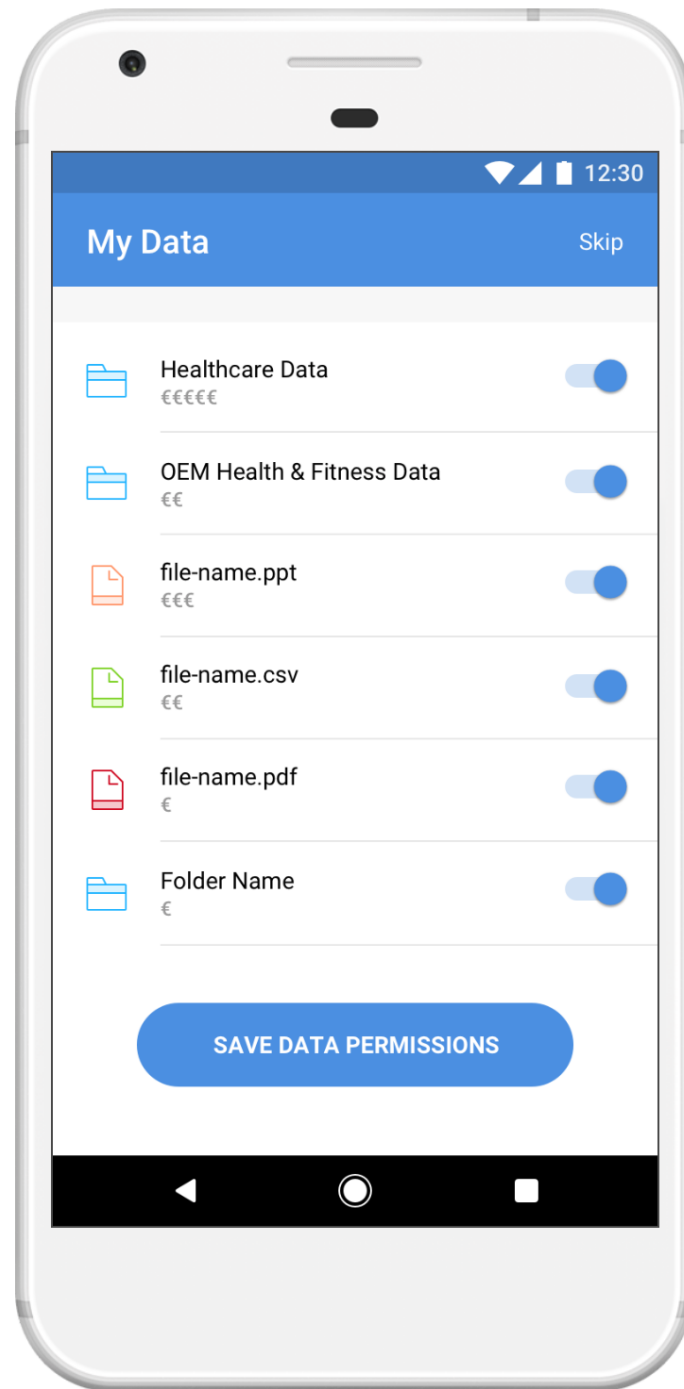 12:30
My Data
Skip
Healthcare Data
€€€€€
OEM Health & Fitness Data
€€
file-name.ppt
€€€
file-name.csv
€€
file-name.pdf
€
Folder Name
€
SAVE DATA PERMISSIONS